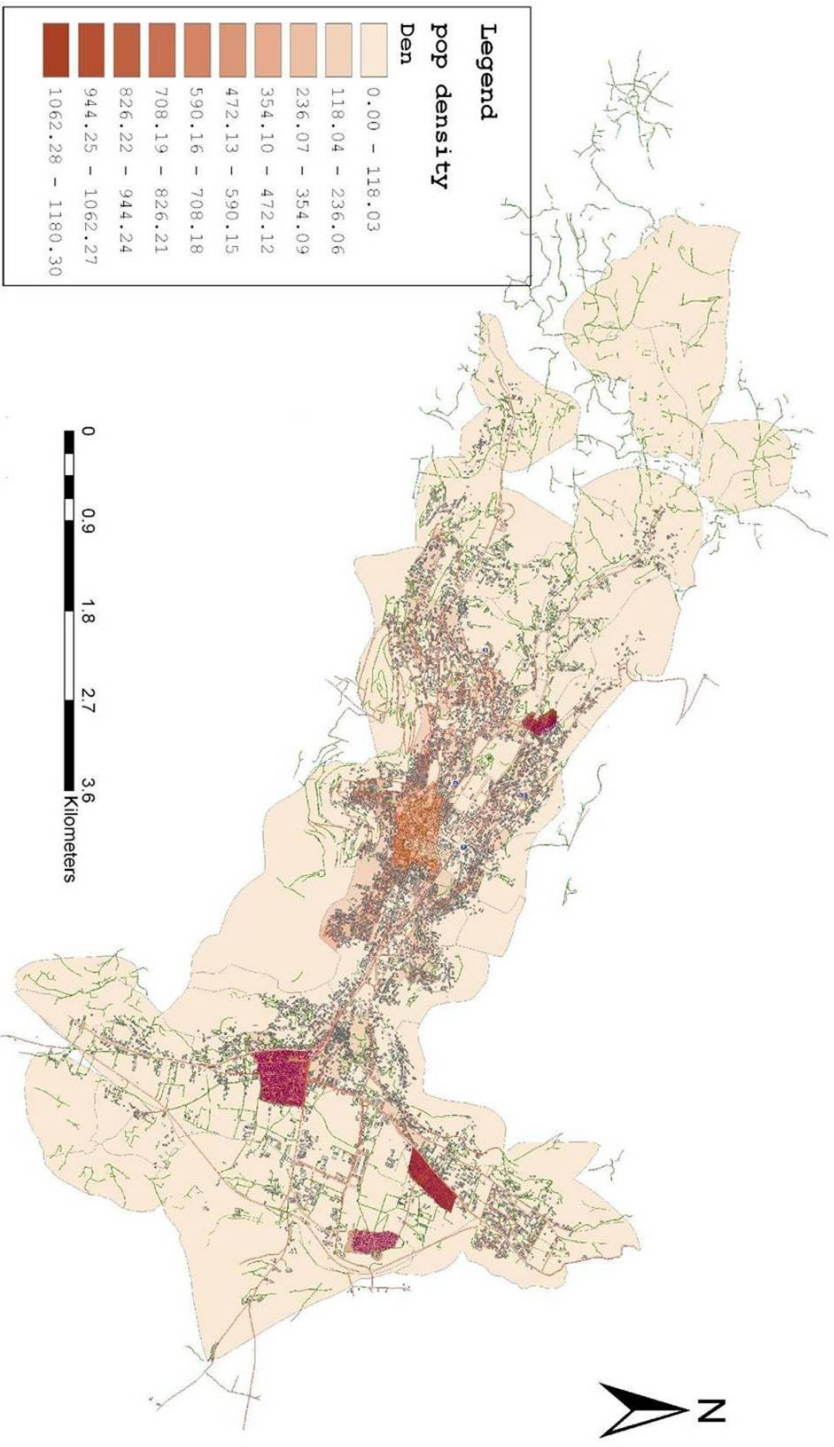 Legend
pop density
Den
0.00 - 118.03
118.04 - 236.06
236.07 - 354.09
354.10 - 472.12
472.13 - 590.15
590.16 - 708.18
708.19 - 826.21
826.22 - 944.24
944.25 - 1062.27
1062.28 - 1180.30
0 0.9 1.8 2.7 3.6
Kilometers
N